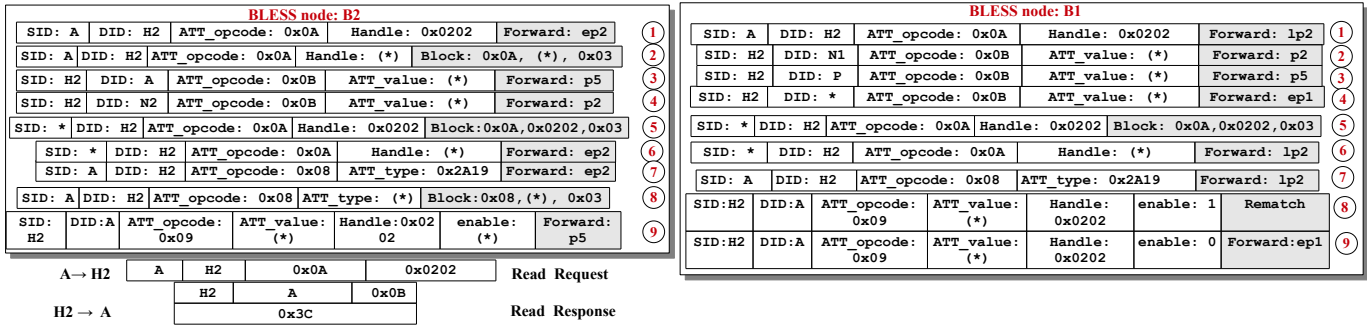 BLESS node: B2
SID: A DID: H2 ATT_opcode: 0x0A Handle: 0x0202 Forward: ep2 1
SID: A DID: H2 ATT_opcode: 0x0A Handle: (*) Block: 0x0A, (*), 0x03 2
SID: H2 DID: A ATT_opcode: 0x0B ATT_value: (*) Forward: p5 3
SID: H2 DID: N2 ATT_opcode: 0x0B ATT_value: (*) Forward: p2 4
SID: * DID: H2 ATT_opcode: 0x0A Handle: 0x0202 Block:0x0A,0x0202,0x03 5
SID: * DID: H2 ATT_opcode: 0x0A Handle: (*) Forward: ep2 6
SID: A DID: H2 ATT_opcode: 0x08 ATT_type: 0x2A19 Forward: ep2 7
SID: A DID: H2 ATT_opcode: 0x08 ATT_type: (*) Block:0x08,(*), 0x03 8
SID: DID:A ATT_opcode: ATT_value: Handle:0x02 enable: Forward: 9
H2 0x09 (*) 02 (*) p5
A→ H2 A H2 0x0A 0x0202 Read Request
H2 A 0x0B
H2 → A 0x3C Read Response
BLESS node: B1
SID: A DID: H2 ATT_opcode: 0x0A Handle: 0x0202 Forward: lp2 1
SID: H2 DID: N1 ATT_opcode: 0x0B ATT_value: (*) Forward: p2 2
SID: H2 DID: P ATT_opcode: 0x0B ATT_value: (*) Forward: p5 3
SID: H2 DID: * ATT_opcode: 0x0B ATT_value: (*) Forward: ep1 4
SID: * DID: H2 ATT_opcode: 0x0A Handle: 0x0202 Block: 0x0A,0x0202,0x03 5
SID: * DID: H2 ATT_opcode: 0x0A Handle: (*) Forward: lp2 6
SID: A DID: H2 ATT_opcode: 0x08 ATT_type: 0x2A19 Forward: lp2 7
SID:H2 DID:A ATT_opcode: ATT_value: Handle: enable: 1 Rematch 8
0x09 (*) 0x0202
SID:H2 DID:A ATT_opcode: ATT_value: Handle: enable: 0 Forward:ep1 9
0x09 (*) 0x0202